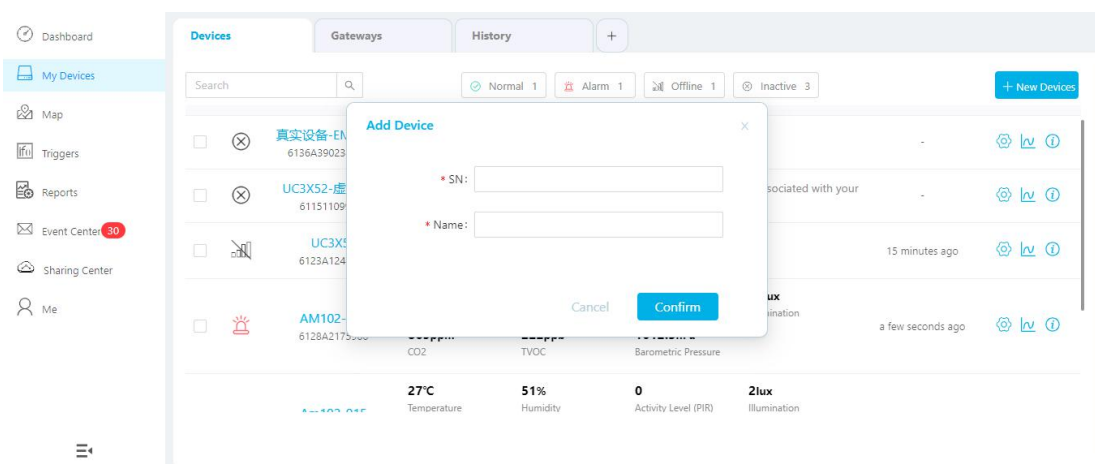 Dashboard
My Devices
Map
Triggers
Reports
Event Center 30
Sharing Center
Me
Devices
Gateways
History
+
Search
Normal 1
Alarm 1
Offline 1
Inactive 3
+ New Devices
Add Device
x
* SN:
* Name:
Cancel
Confirm
真实设备-EM
6136A39023
-
UC3X52-虚
61151109
sociated with your
-
UC3X5
6123A124
15 minutes ago
AM102-
6128A2175
CO2
TVOC
Barometric Pressure
lux
ination
a few seconds ago
27℃
51%
0
2lux
Temperature
Humidity
Activity Level (PIR)
Illumination